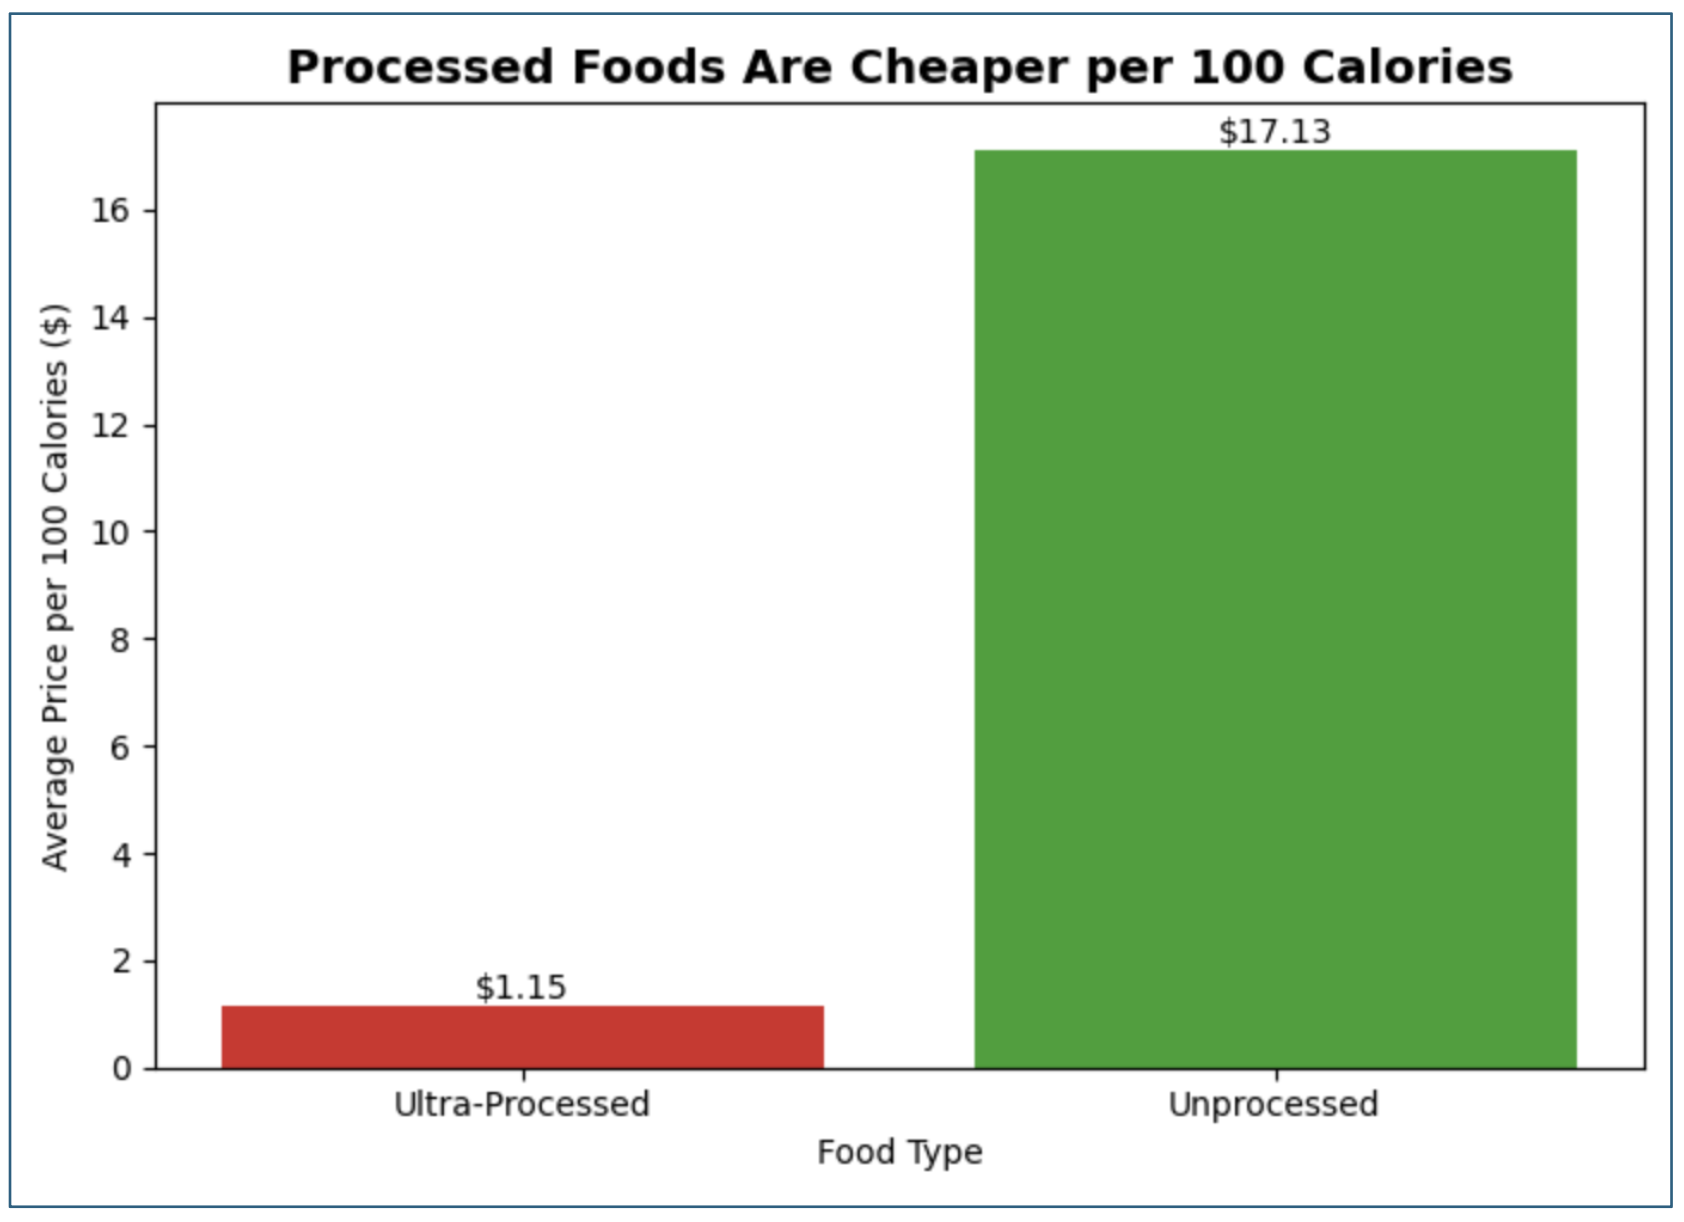 Processed Foods Are Cheaper per 100 Calories
$17.13
16
14
12
10
8
6
4
2
0
Average Price per 100 Calories ($)
$1.15
Ultra-Processed
Unprocessed
Food Type